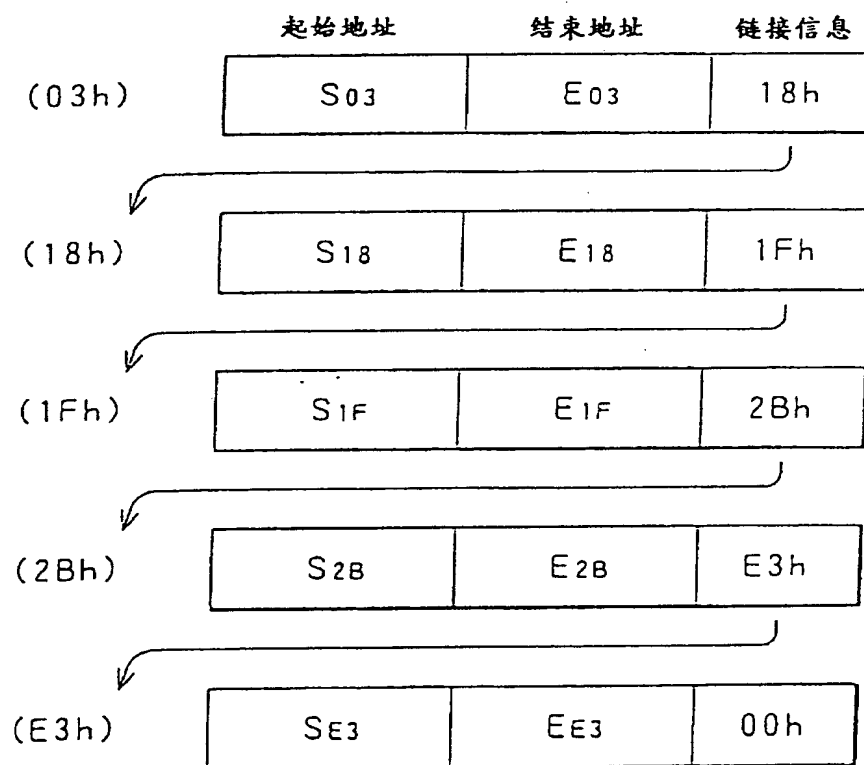 起始地址 结束地址 链接信息
(03h) S03 E03 18h
(18h) S18 E18 1Fh
(1Fh) S1F E1F 2Bh
(2Bh) S2B E2B E3h
(E3h) SE3 EE3 00h